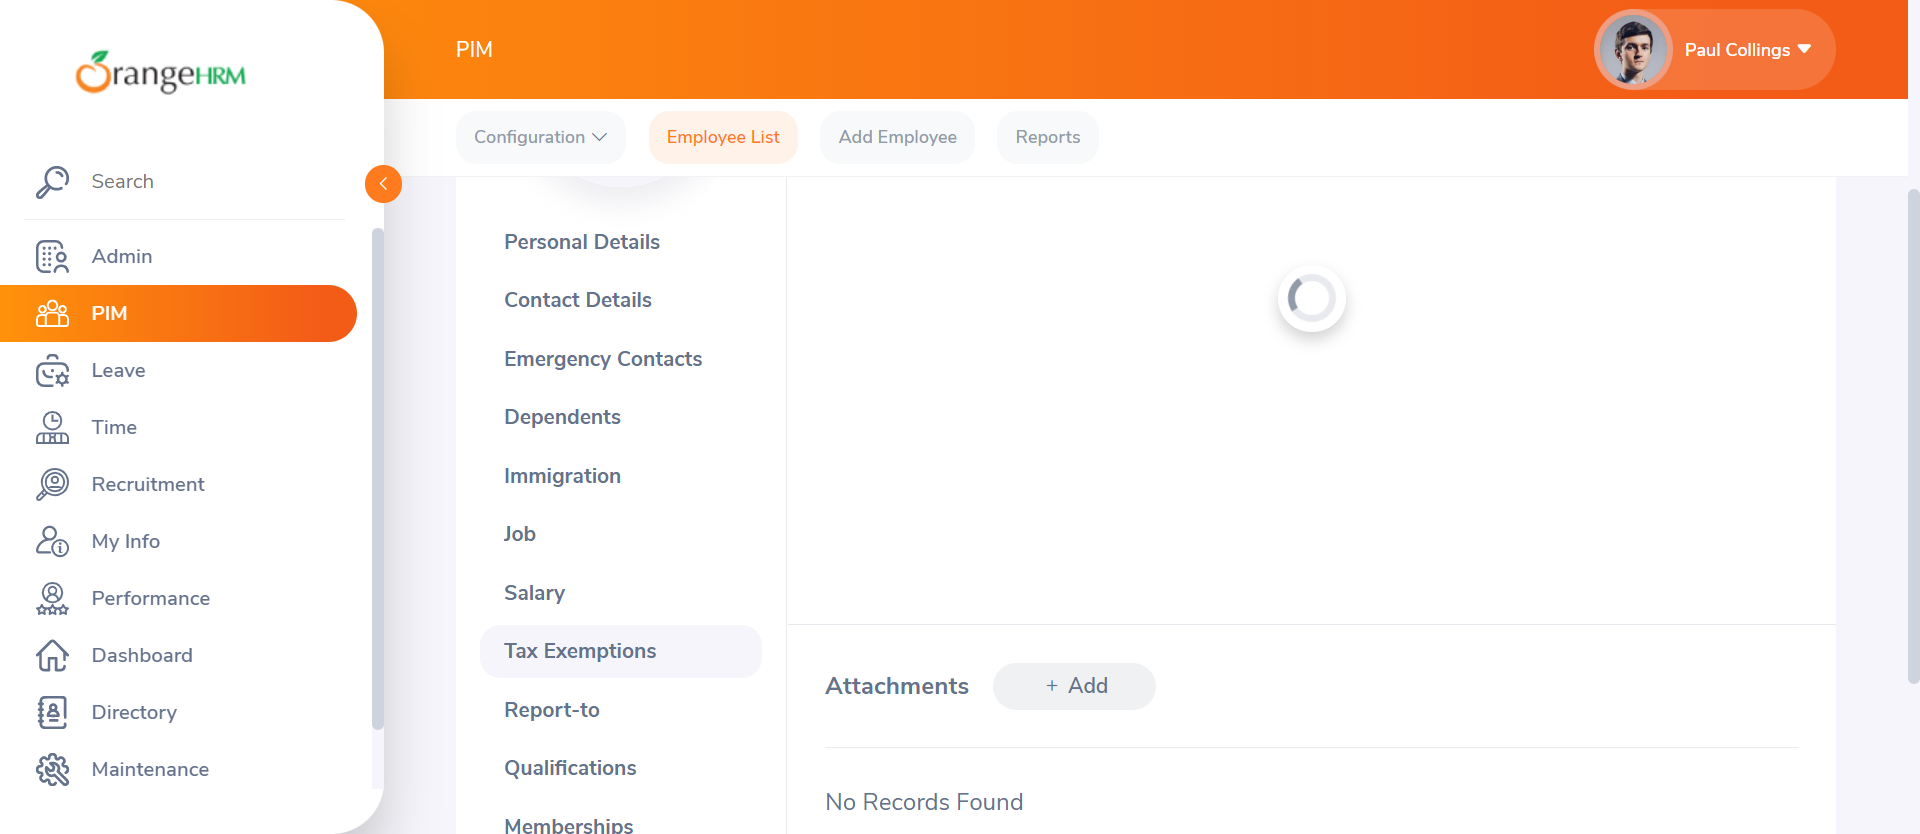 OrangeHRM
Search
Admin
PIM
Leave
Time
Recruitment
My Info
Performance
Dashboard
Directory
Maintenance
PIM
Paul Collings
Configuration
Employee List
Add Employee
Reports
Personal Details
Contact Details
Emergency Contacts
Dependents
Immigration
Job
Salary
Tax Exemptions
Report-to
Qualifications
Memberships
Attachments
+ Add
No Records Found